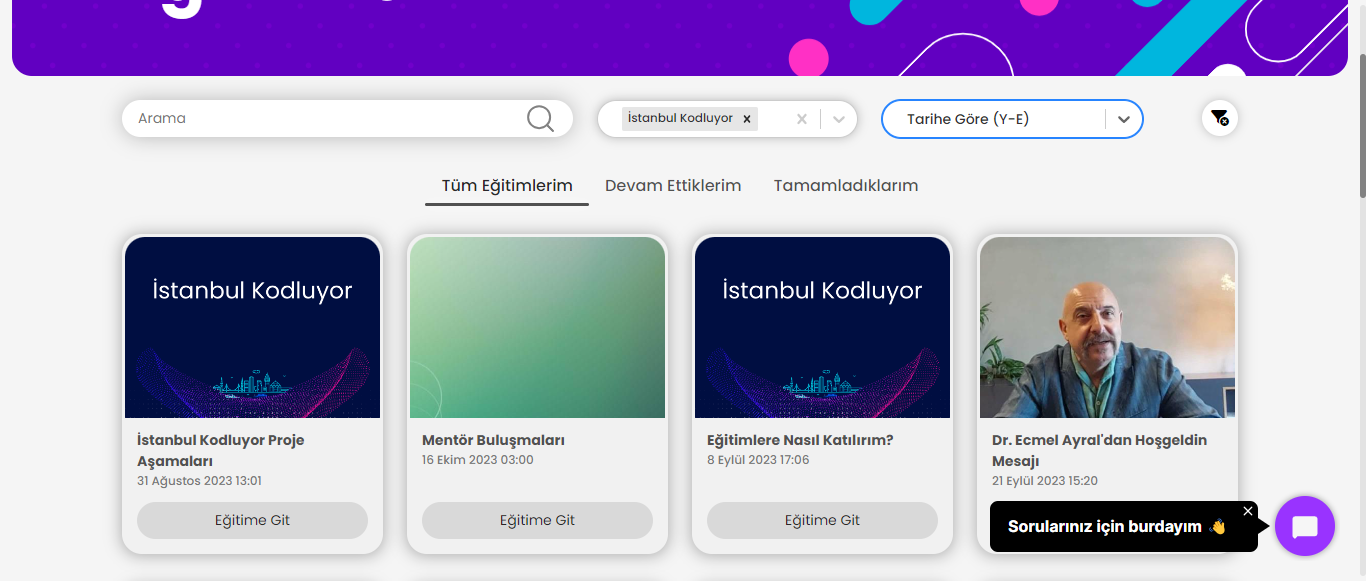 Arama
İstanbul Kodluyor
Tarihe Göre (Y-E)
Tüm Eğitimlerim
Devam Ettiklerim
Tamamladıklarım
İstanbul Kodluyor
İstanbul Kodluyor Proje
Aşamaları
31 Ağustos 2023 13:01
Eğitime Git
Mentör Buluşmaları
16 Ekim 2023 03:00
Eğitime Git
İstanbul Kodluyor
Eğitimlere Nasıl Katılırım?
8 Eylül 2023 17:06
Eğitime Git
Dr. Ecmel Ayral'dan Hoşgeldin
Mesajı
21 Eylül 2023 15:20
Sorularınız için burdayım 👋